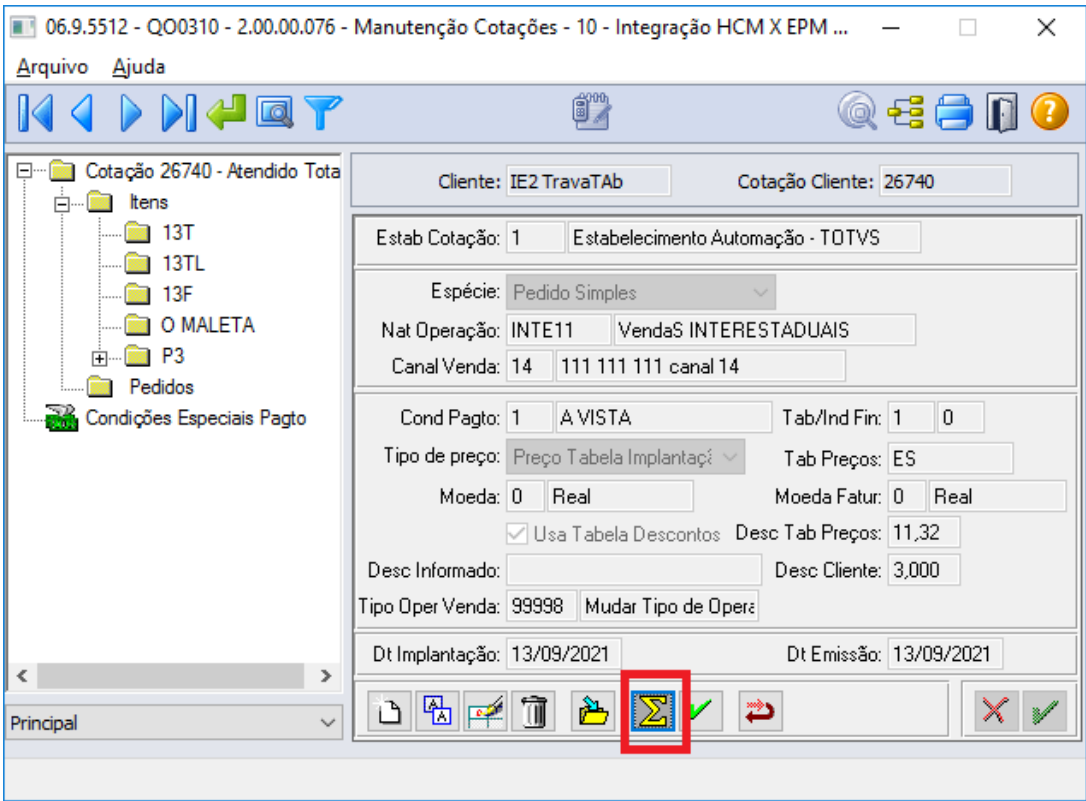 06.9.5512 - QO0310 - 2.00.00.076 - Manutenção Cotações - 10 - Integração HCM X EPM ...
Arquivo Ajuda
Cotação 26740 - Atendido Tota
Itens
13T
13TL
13F
O MALETA
P3
Pedidos
Condições Especiais Pagto
Principal
Cliente: IE2 TravaTAb Cotação Cliente: 26740
Estab Cotação: 1 Estabelecimento Automação - TOTVS
Espécie: Pedido Simples
Nat Operação: INTE11 VendaS INTERESTADUAIS
Canal Venda: 14 111 111 111 canal 14
Cond Pagto: 1 A VISTA Tab/Ind Fin: 1 0
Tipo de preço: Preço Tabela Implantaçã Tab Preços: ES
Moeda: 0 Real Moeda Fatur: 0 Real
Usa Tabela Descontos Desc Tab Preços: 11,32
Desc Informado: Desc Cliente: 3,000
Tipo Oper Venda: 99998 Mudar Tipo de Opera
Dt Implantação: 13/09/2021 Dt Emissão: 13/09/2021